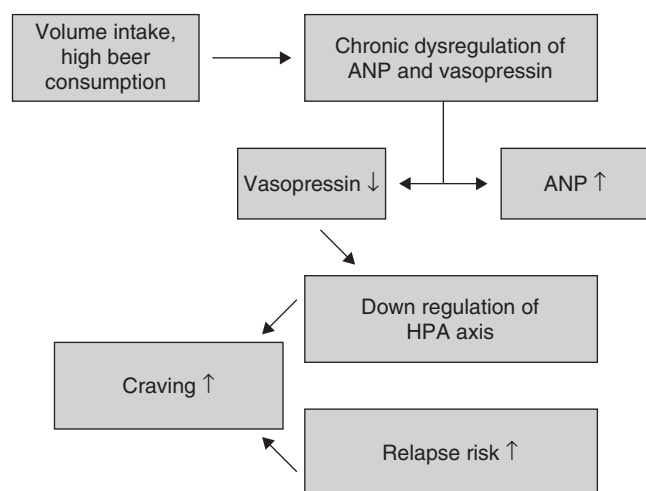 Volume intake,
high beer
consumption
Chronic dysregulation of
ANP and vasopressin
Vasopressin ↓
ANP ↑
Down regulation of
HPA axis
Craving ↑
Relapse risk ↑